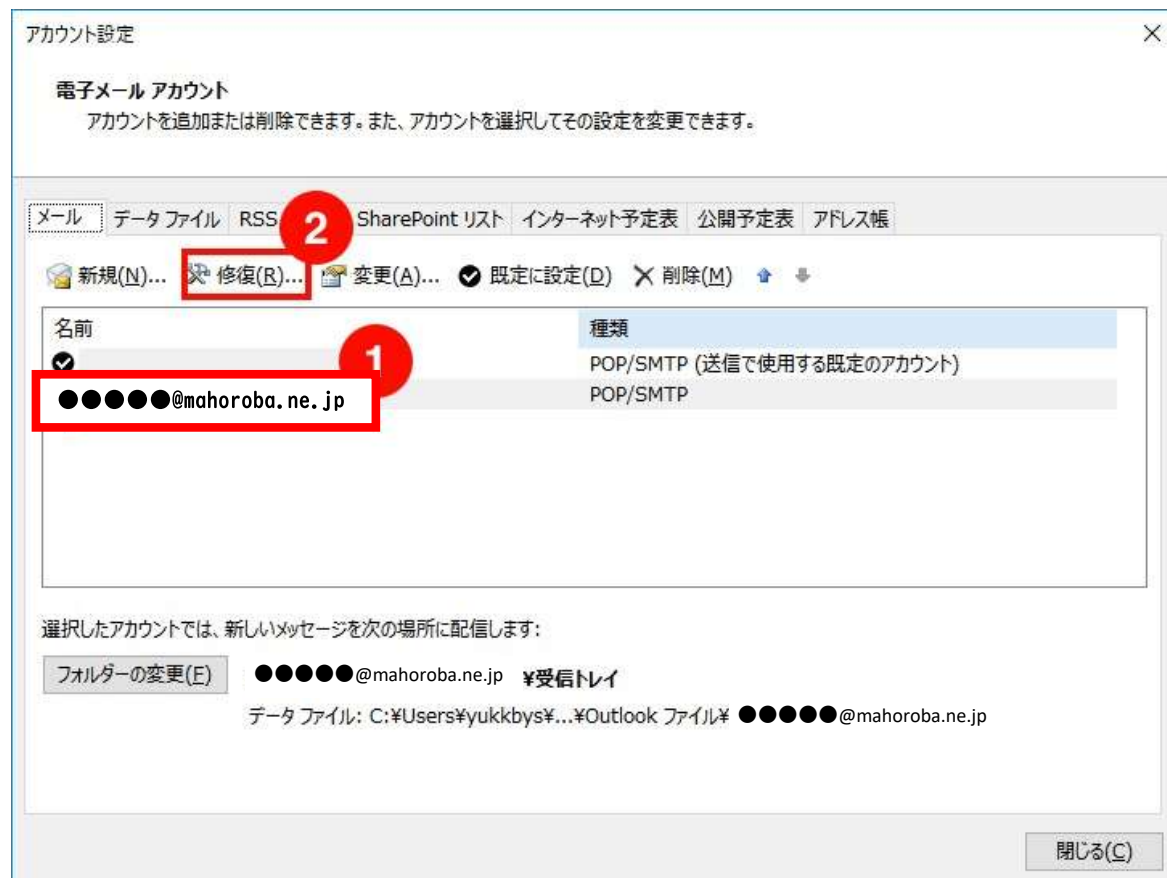 アカウント設定
電子メール アカウント
アカウントを追加または削除できます。また、アカウントを選択してその設定を変更できます。
メール データ ファイル RSS 2 SharePoint リスト インターネット予定表 公開予定表 アドレス帳
新規(N)... 修復(R)... 変更(A)... 既定に設定(D) 削除(M)
名前 種類
1 POP/SMTP (送信で使用する既定のアカウント)
●●●●●@mahoroba.ne.jp POP/SMTP
選択したアカウントでは、新しいメッセージを次の場所に配信します:
フォルダーの変更(F) ●●●●●@mahoroba.ne.jp ¥受信トレイ
データ ファイル: C:¥Users¥yukkbys¥...¥Outlook ファイル¥ ●●●●●@mahoroba.ne.jp
閉じる(C)